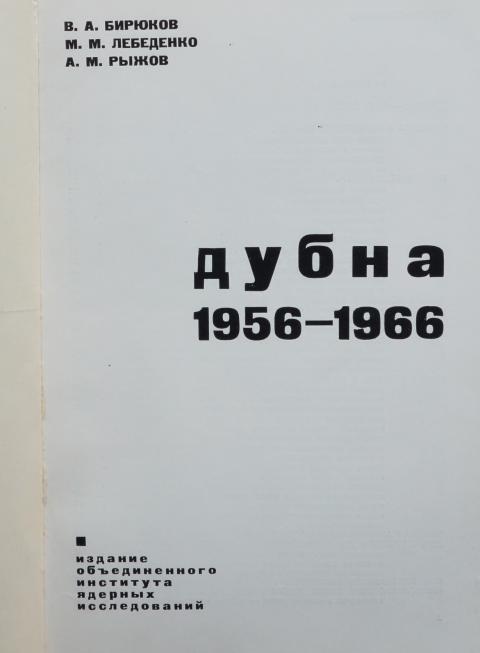 В. А. БИРЮКОВ
М. М. ЛЕБЕДЕНКО
А. М. РЫЖОВ
дубна
1956–1966
издание
объединенного
института
ядерных
исследований